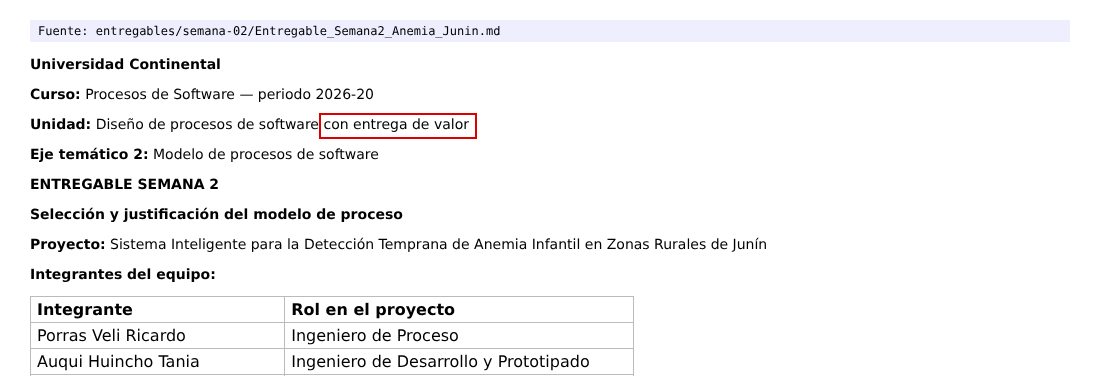 Fuente: entregables/semana-02/Entregable_Semana2_Anemia_Junin.md
Universidad Continental
Curso: Procesos de Software — periodo 2026-20
Unidad: Diseño de procesos de software con entrega de valor
Eje temático 2: Modelo de procesos de software
ENTREGABLE SEMANA 2
Selección y justificación del modelo de proceso
Proyecto: Sistema Inteligente para la Detección Temprana de Anemia Infantil en Zonas Rurales de Junín
Integrantes del equipo:
Integrante Rol en el proyecto
Porras Veli Ricardo Ingeniero de Proceso
Auqui Huincho Tania Ingeniero de Desarrollo y Prototipado